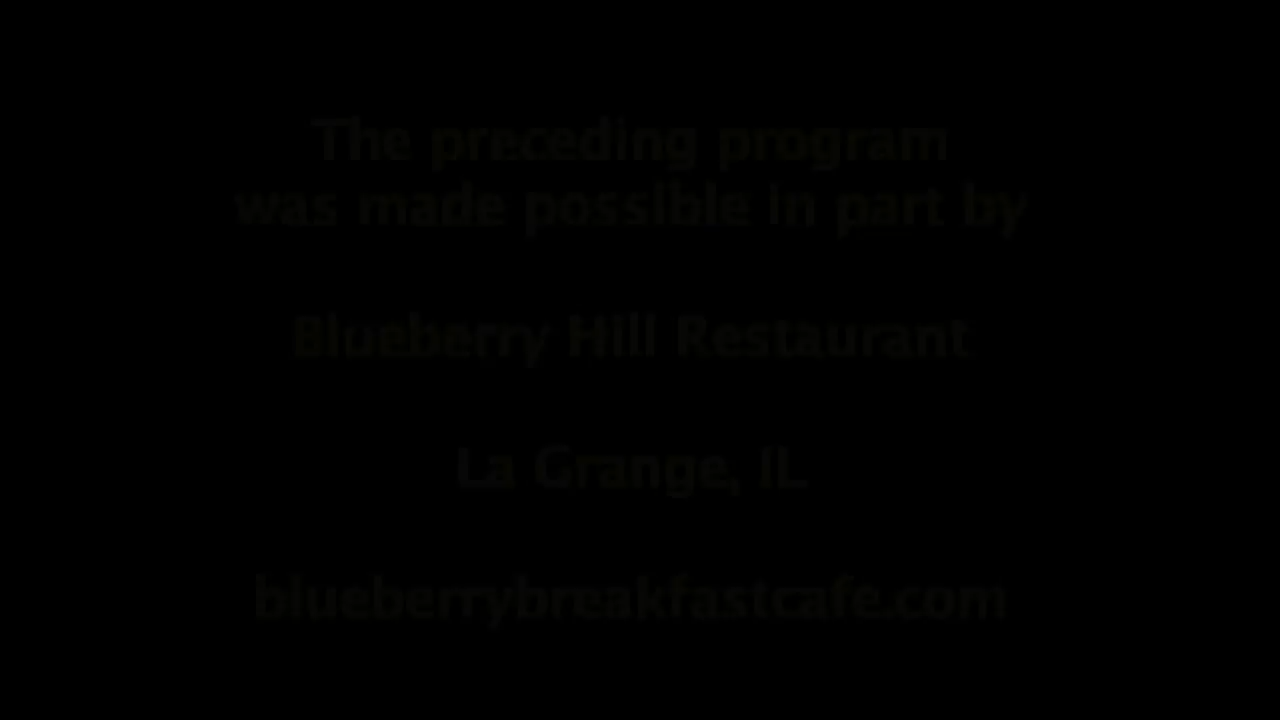 The preceding program
was made possible in part by
Blueberry Hill Restaurant
La Grange, IL
blueberrybreakfastcafe.com